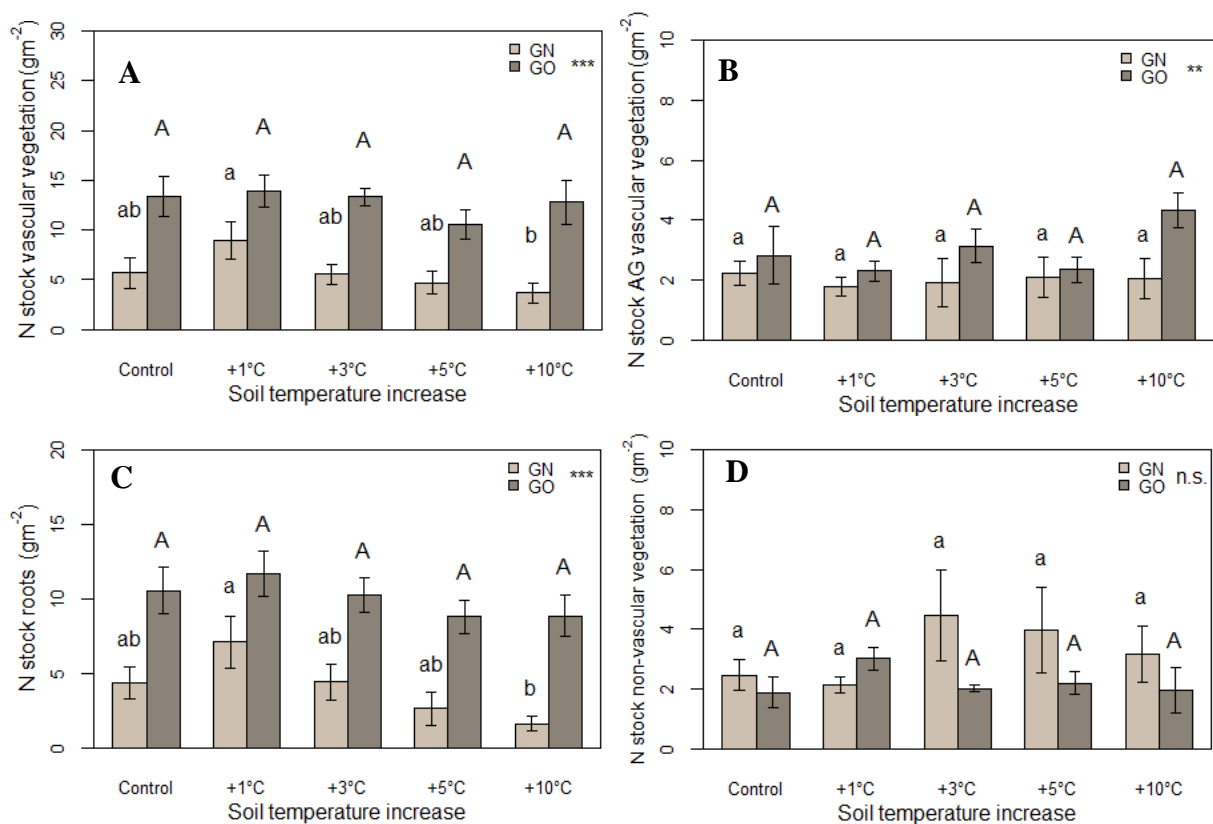 A
N stock vascular vegetation (gm-2)
30
25
20
15
10
5
0
GN
GO ***
ab A a A ab A ab A b A
Control +1°C +3°C +5°C +10°C
Soil temperature increase
B
N stock AG vascular vegetation (gm-2)
10
8
6
4
2
0
GN
GO **
a A a A a A a A a A
Control +1°C +3°C +5°C +10°C
Soil temperature increase
C
N stock roots (gm-2)
20
15
10
5
0
GN
GO ***
ab A a A ab A ab A b A
Control +1°C +3°C +5°C +10°C
Soil temperature increase
D
N stock non-vascular vegetation (gm-2)
10
8
6
4
2
0
GN
GO n.s.
a A a A a A a A a A
Control +1°C +3°C +5°C +10°C
Soil temperature increase